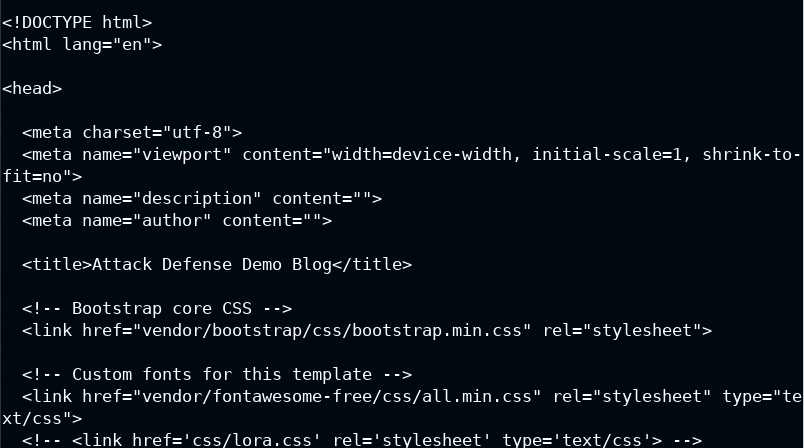 <!DOCTYPE html>
<html lang="en">
<head>
<meta charset="utf-8">
<meta name="viewport" content="width=device-width, initial-scale=1, shrink-to-
fit=no">
<meta name="description" content="">
<meta name="author" content="">
<title>Attack Defense Demo Blog</title>
<!-- Bootstrap core CSS -->
<link href="vendor/bootstrap/css/bootstrap.min.css" rel="stylesheet">
<!-- Custom fonts for this template -->
<link href="vendor/fontawesome-free/css/all.min.css" rel="stylesheet" type="te
xt/css">
<!-- <link href='css/lora.css' rel='stylesheet' type='text/css'> -->